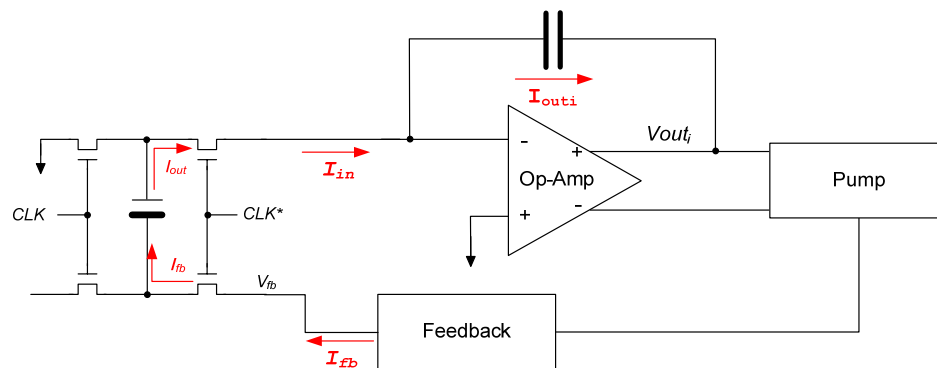 I_outi
Vout_i
-
+
I_out
I_in
Op-Amp
Pump
CLK
CLK*
+
-
I_fb
V_fb
Feedback
I_fb